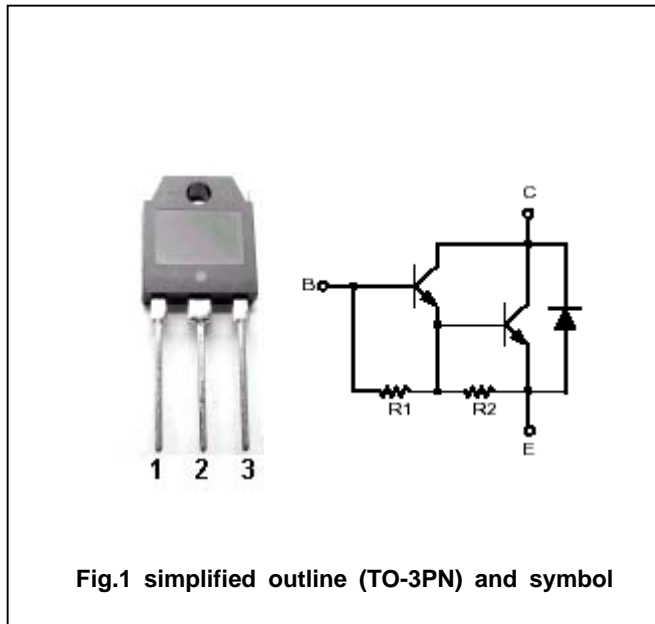 C
B
R1
R2
E
1 2 3
Fig.1 simplified outline (TO-3PN) and symbol